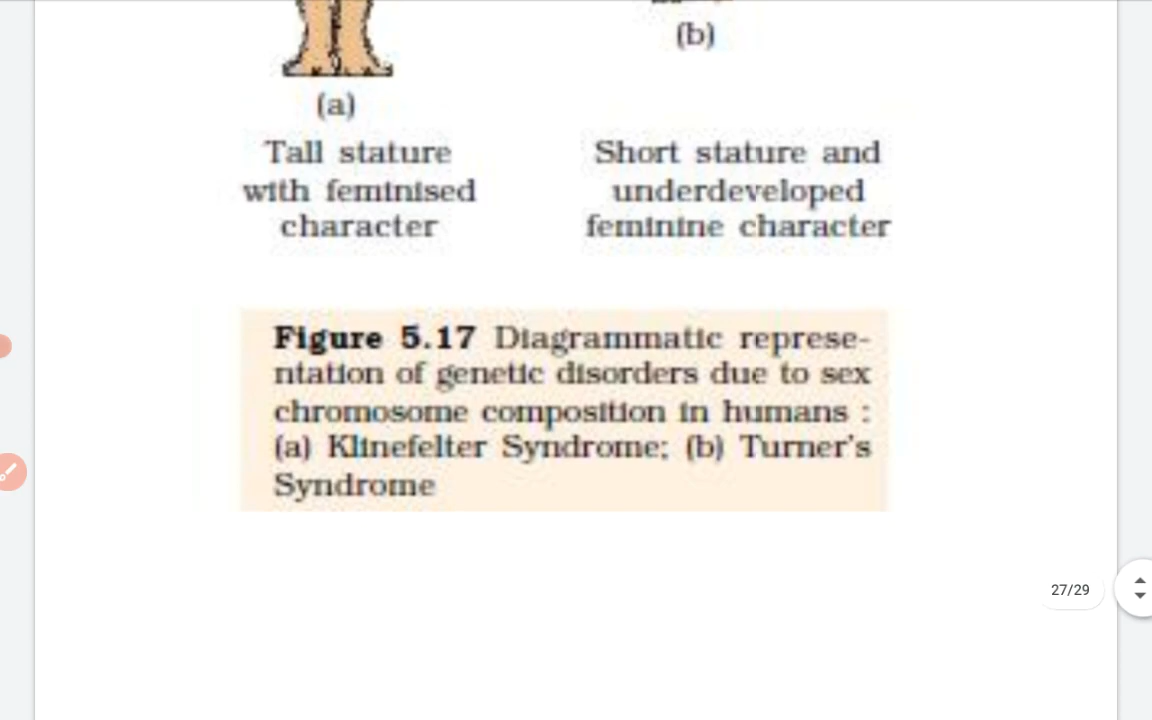 (b)
(a)
Tall stature
with feminised
character
Short stature and
underdeveloped
feminine character
Figure 5.17 Diagrammatic represe-
ntation of genetic disorders due to sex
chromosome composition in humans :
(a) Klinefelter Syndrome; (b) Turner's
Syndrome
27/29